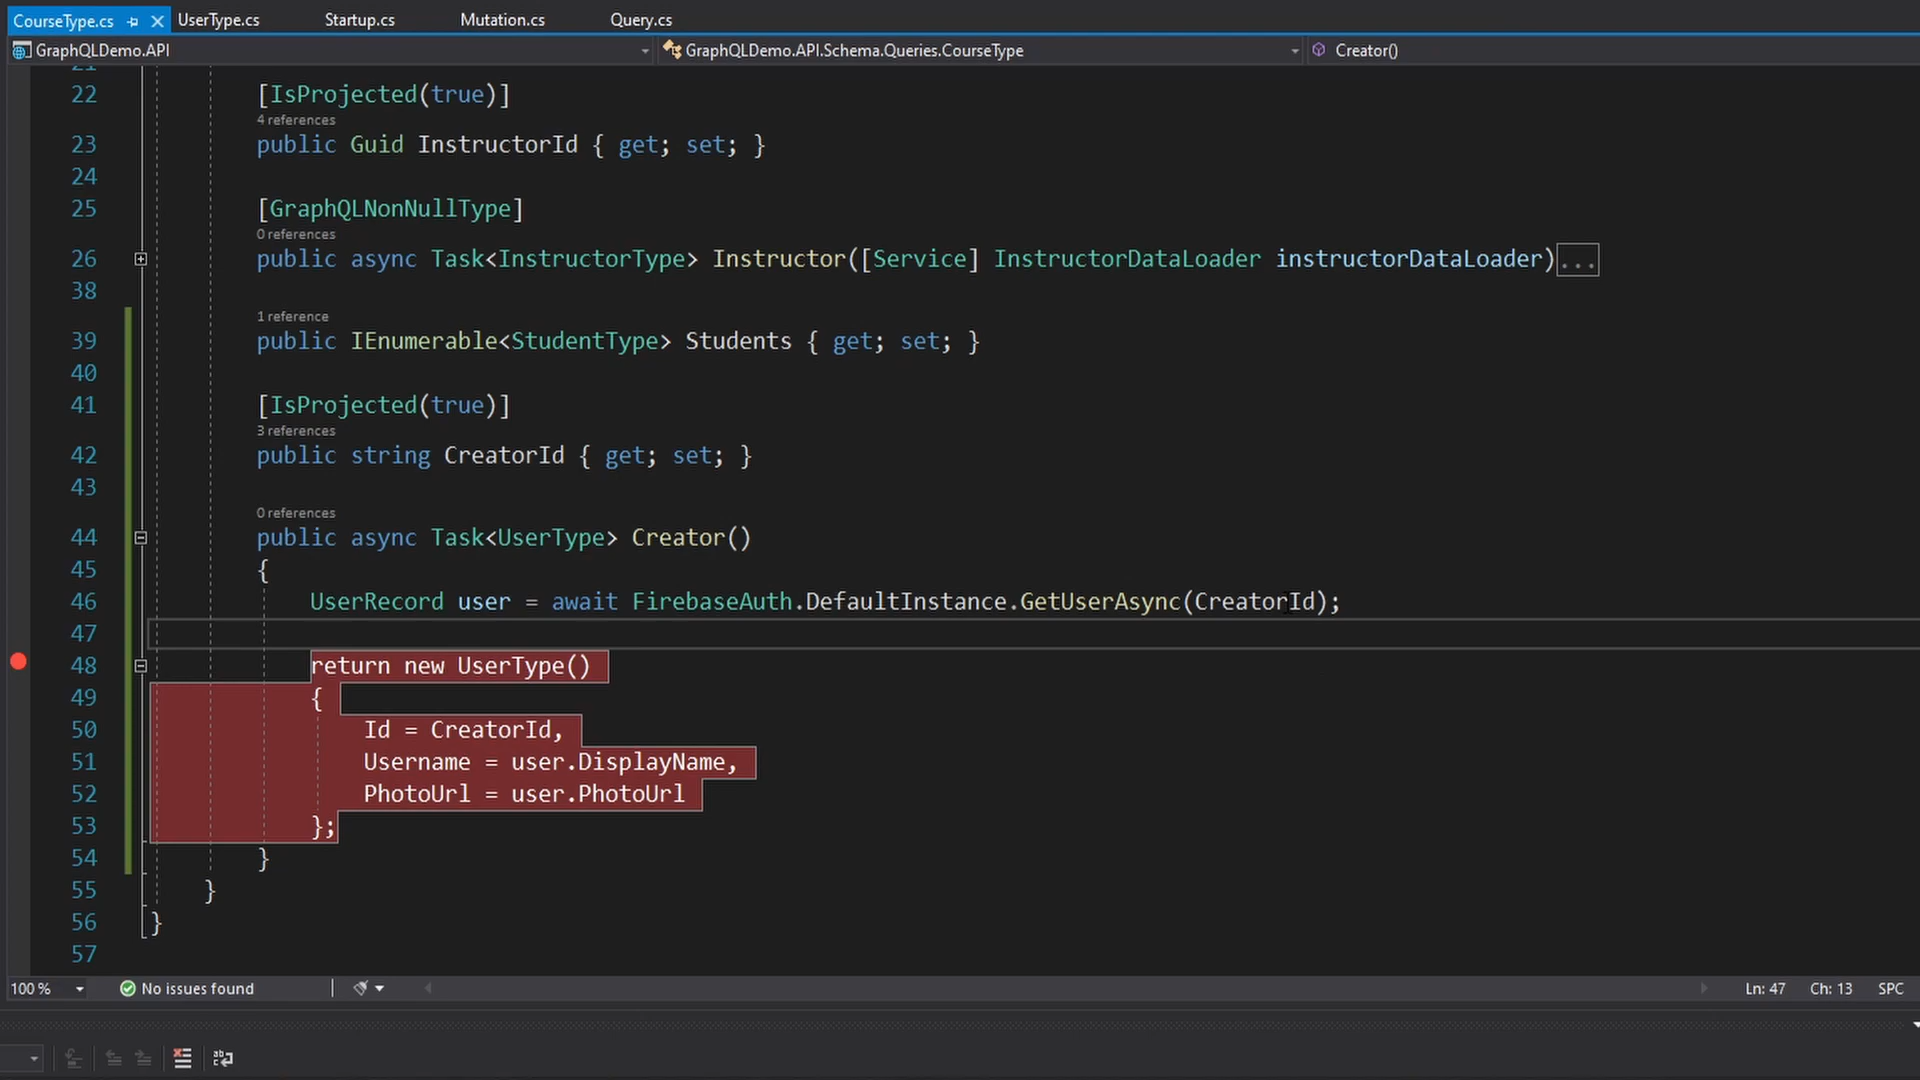 CourseType.cs UserType.cs Startup.cs Mutation.cs Query.cs
GraphQLDemo.API GraphQLDemo.API.Schema.Queries.CourseType Creator()
21
22 [IsProjected(true)]
4 references
23 public Guid InstructorId { get; set; }
24
25 [GraphQLNonNullType]
0 references
26 public async Task<InstructorType> Instructor([Service] InstructorDataLoader instructorDataLoader)...
38
1 reference
39 public IEnumerable<StudentType> Students { get; set; }
40
41 [IsProjected(true)]
3 references
42 public string CreatorId { get; set; }
43
0 references
44 public async Task<UserType> Creator()
45 {
46 UserRecord user = await FirebaseAuth.DefaultInstance.GetUserAsync(CreatorId);
47
48 return new UserType()
49 {
50 Id = CreatorId,
51 Username = user.DisplayName,
52 PhotoUrl = user.PhotoUrl
53 };
54 }
55 }
56 }
57
100 % No issues found Ln: 47 Ch: 13 SPC